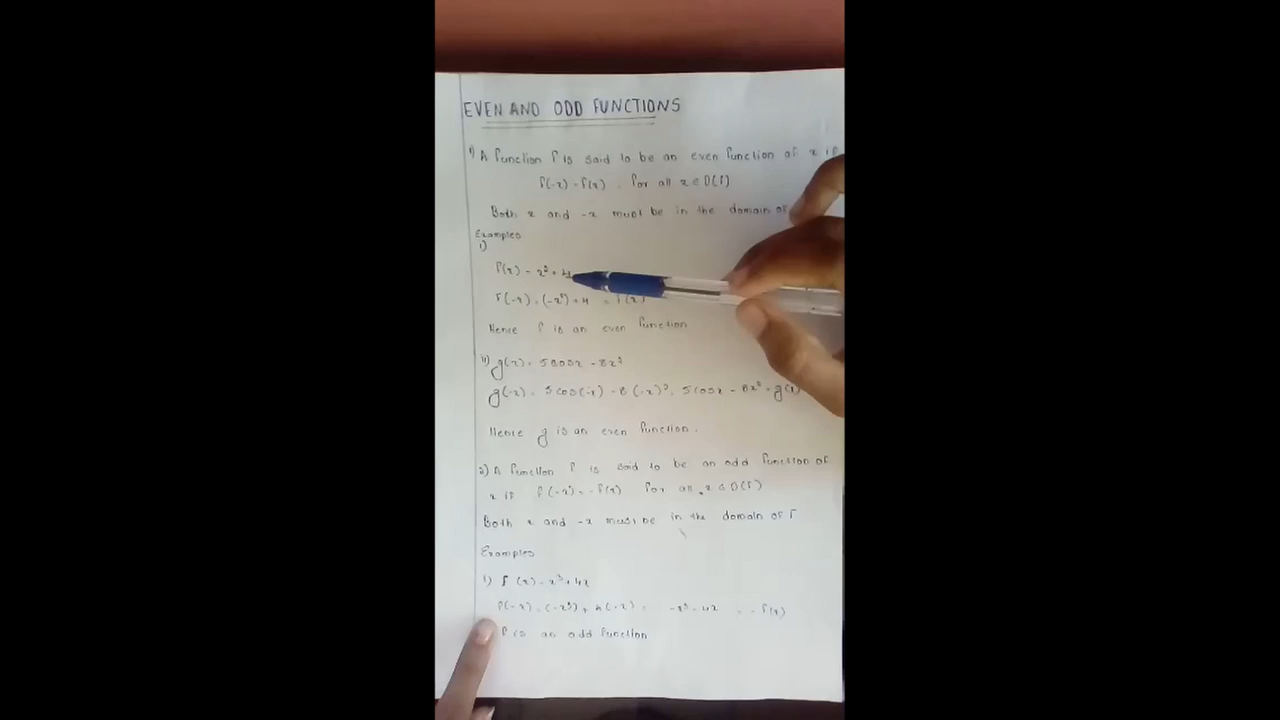 EVEN AND ODD FUNCTIONS
1) A function f is said to be an even function of x if
f(-x) = f(x) . for all x ∈ D(f)
Both x and -x must be in the domain of
Examples
i)
f(x) = x² + 4
f(-x) = (-x²) + 4 = f(x)
Hence f is an even function
ii) g(x) = 5cosx - 8x²
g(-x) = 5cos(-x) - 8(-x)² = 5cosx - 8x² = g(x)
Hence g is an even function.
2) A function f is said to be an odd function of
x if f(-x) = -f(x) for all x ∈ D(f)
Both x and -x must be in the domain of f
Examples
i) f(x) = x³ + 4x
f(-x) = (-x³) + 4(-x) = -x³ - 4x = -f(x)
f is an odd function